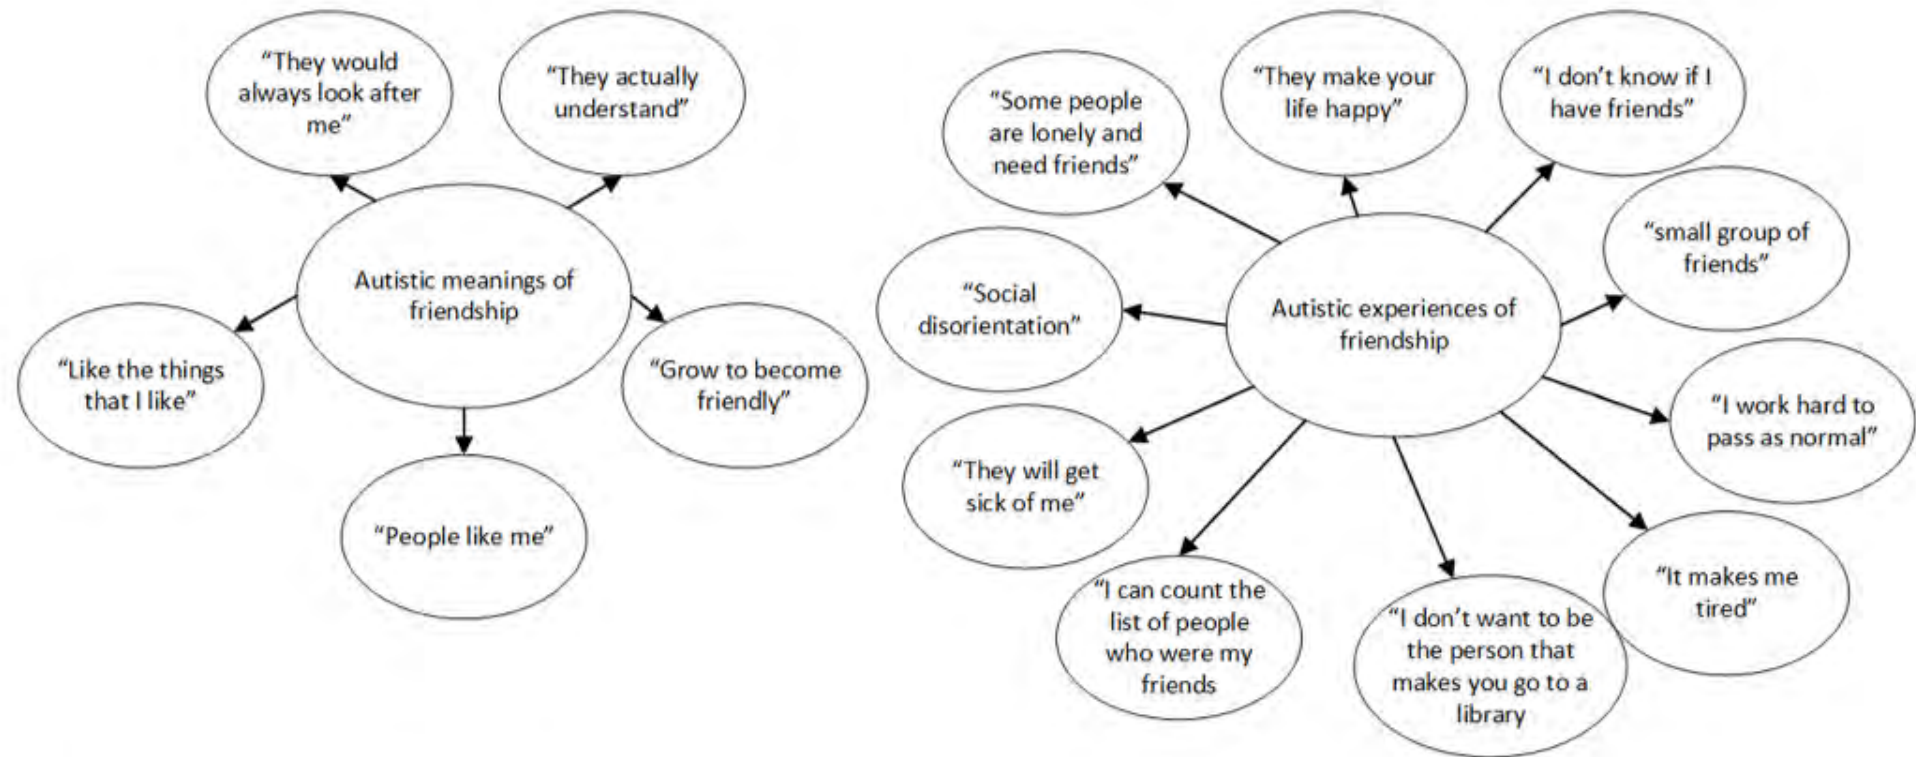 “They would
always look after
me”
“They actually
understand”
Autistic meanings of
friendship
“Like the things
that I like”
“Grow to become
friendly”
“People like me”
“Some people
are lonely and
need friends”
“They make your
life happy”
“I don’t know if I
have friends”
“small group of
friends”
“Social
disorientation”
Autistic experiences of
friendship
“I work hard to
pass as normal”
“They will get
sick of me”
“It makes me
tired”
“I can count the
list of people
who were my
friends
“I don’t want to be
the person that
makes you go to a
library